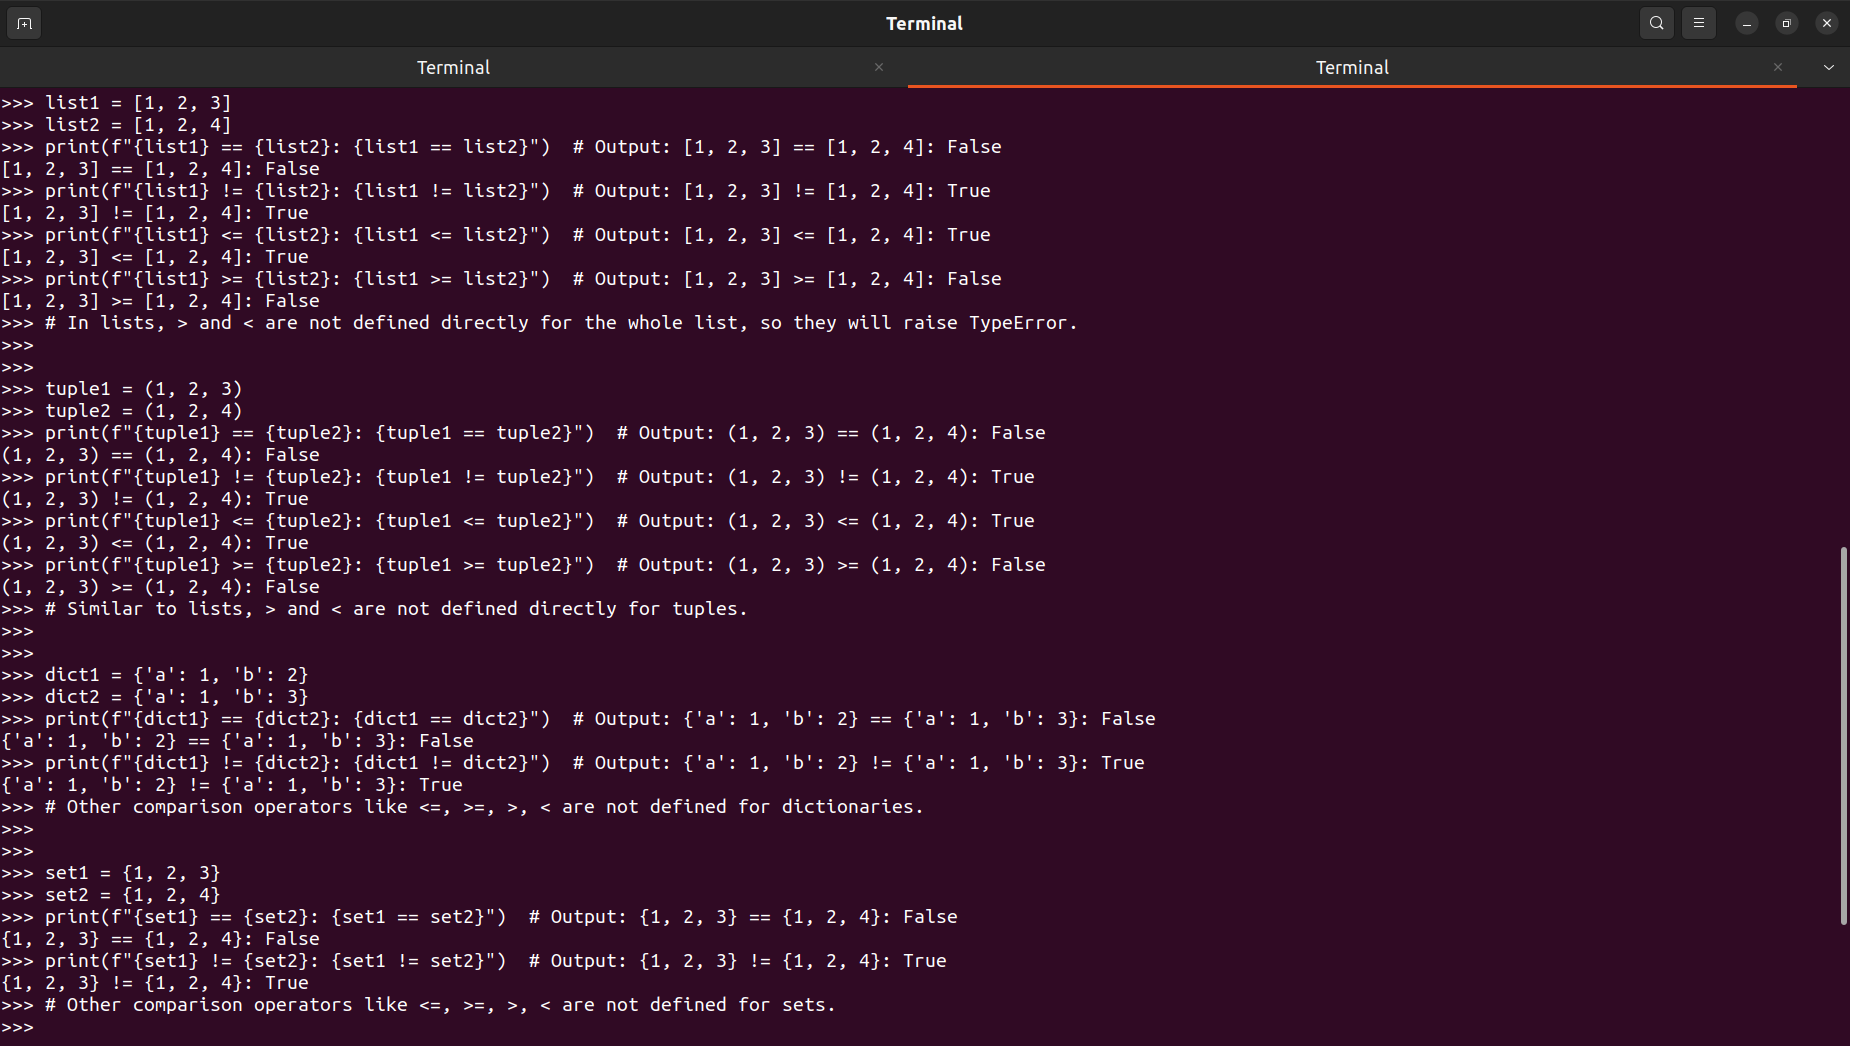 Terminal
Terminal
Terminal
>>> list1 = [1, 2, 3]
>>> list2 = [1, 2, 4]
>>> print(f"{list1} == {list2}: {list1 == list2}")  # Output: [1, 2, 3] == [1, 2, 4]: False
[1, 2, 3] == [1, 2, 4]: False
>>> print(f"{list1} != {list2}: {list1 != list2}")  # Output: [1, 2, 3] != [1, 2, 4]: True
[1, 2, 3] != [1, 2, 4]: True
>>> print(f"{list1} <= {list2}: {list1 <= list2}")  # Output: [1, 2, 3] <= [1, 2, 4]: True
[1, 2, 3] <= [1, 2, 4]: True
>>> print(f"{list1} >= {list2}: {list1 >= list2}")  # Output: [1, 2, 3] >= [1, 2, 4]: False
[1, 2, 3] >= [1, 2, 4]: False
>>> # In lists, > and < are not defined directly for the whole list, so they will raise TypeError.
>>>
>>>
>>> tuple1 = (1, 2, 3)
>>> tuple2 = (1, 2, 4)
>>> print(f"{tuple1} == {tuple2}: {tuple1 == tuple2}")  # Output: (1, 2, 3) == (1, 2, 4): False
(1, 2, 3) == (1, 2, 4): False
>>> print(f"{tuple1} != {tuple2}: {tuple1 != tuple2}")  # Output: (1, 2, 3) != (1, 2, 4): True
(1, 2, 3) != (1, 2, 4): True
>>> print(f"{tuple1} <= {tuple2}: {tuple1 <= tuple2}")  # Output: (1, 2, 3) <= (1, 2, 4): True
(1, 2, 3) <= (1, 2, 4): True
>>> print(f"{tuple1} >= {tuple2}: {tuple1 >= tuple2}")  # Output: (1, 2, 3) >= (1, 2, 4): False
(1, 2, 3) >= (1, 2, 4): False
>>> # Similar to lists, > and < are not defined directly for tuples.
>>>
>>>
>>> dict1 = {'a': 1, 'b': 2}
>>> dict2 = {'a': 1, 'b': 3}
>>> print(f"{dict1} == {dict2}: {dict1 == dict2}")  # Output: {'a': 1, 'b': 2} == {'a': 1, 'b': 3}: False
{'a': 1, 'b': 2} == {'a': 1, 'b': 3}: False
>>> print(f"{dict1} != {dict2}: {dict1 != dict2}")  # Output: {'a': 1, 'b': 2} != {'a': 1, 'b': 3}: True
{'a': 1, 'b': 2} != {'a': 1, 'b': 3}: True
>>> # Other comparison operators like <=, >=, >, < are not defined for dictionaries.
>>>
>>>
>>> set1 = {1, 2, 3}
>>> set2 = {1, 2, 4}
>>> print(f"{set1} == {set2}: {set1 == set2}")  # Output: {1, 2, 3} == {1, 2, 4}: False
{1, 2, 3} == {1, 2, 4}: False
>>> print(f"{set1} != {set2}: {set1 != set2}")  # Output: {1, 2, 3} != {1, 2, 4}: True
{1, 2, 3} != {1, 2, 4}: True
>>> # Other comparison operators like <=, >=, >, < are not defined for sets.
>>>